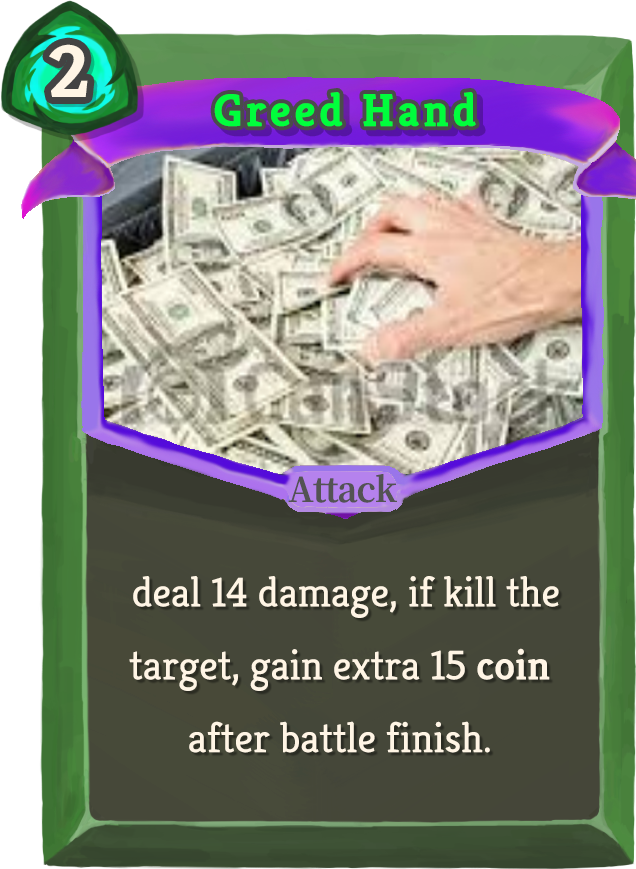 2
Greed Hand
Attack
deal 14 damage, if kill the
target, gain extra 15 coin
after battle finish.